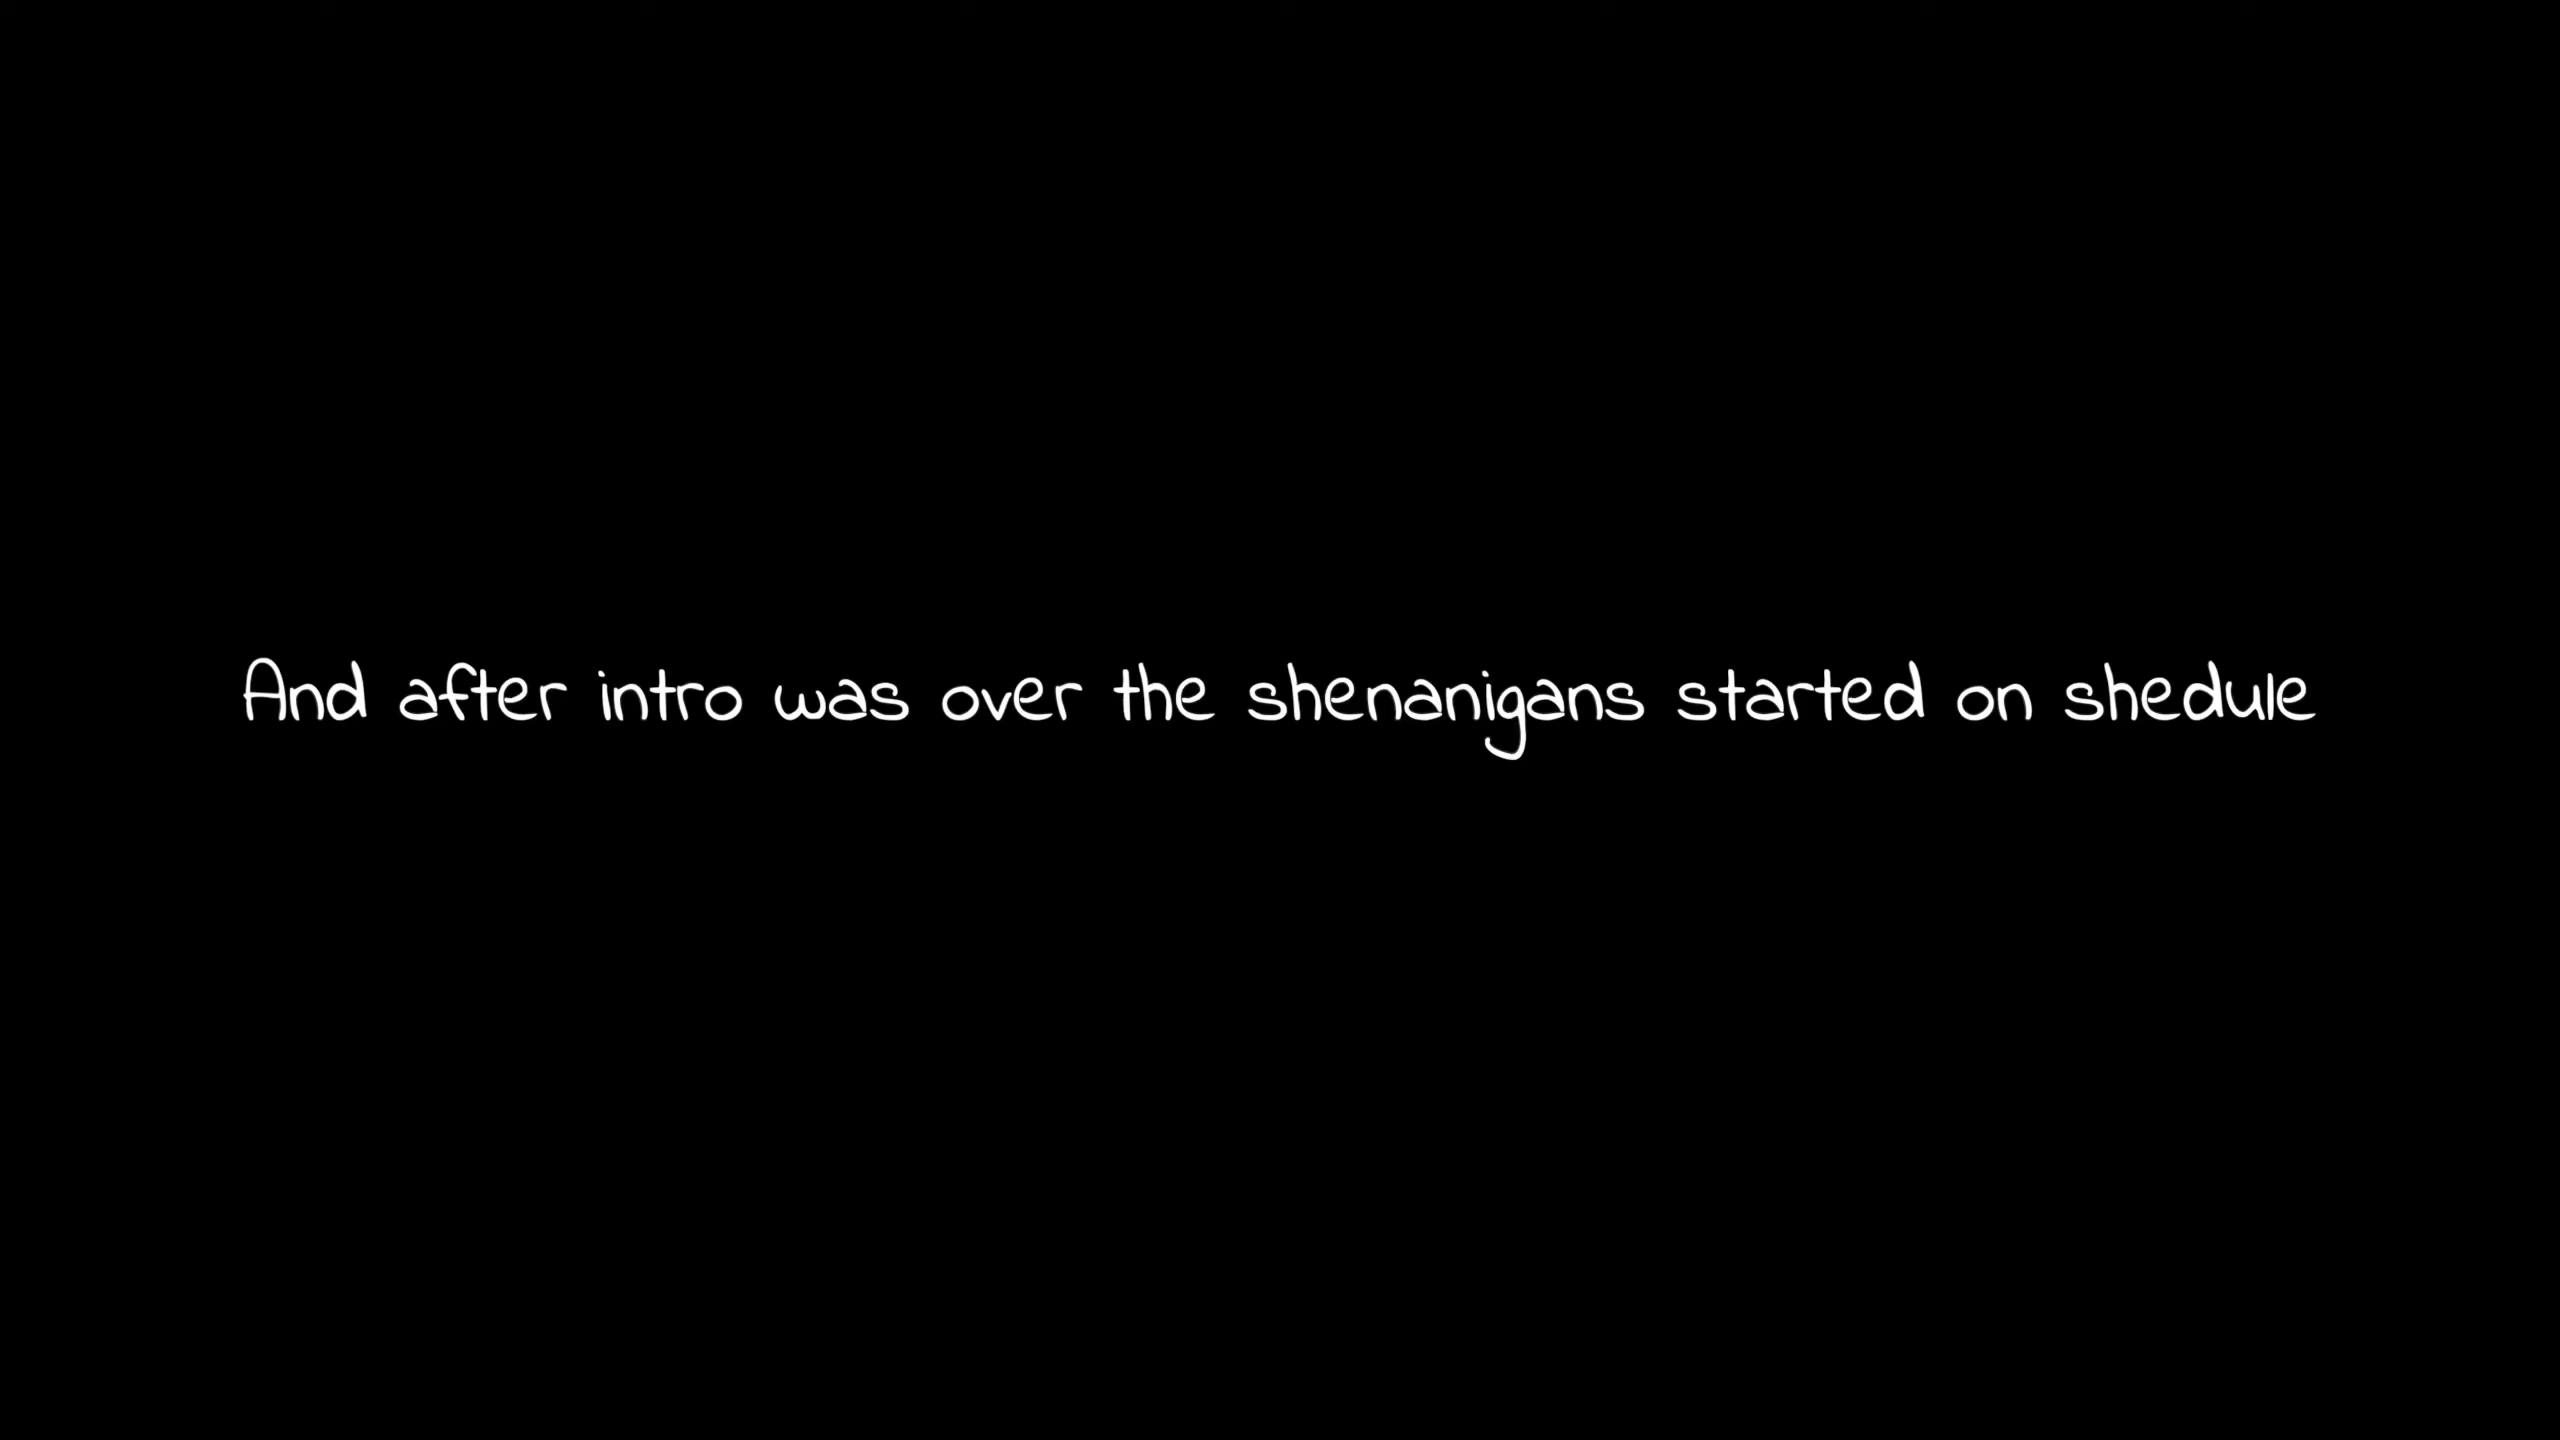 And after intro was over the shenanigans started on shedule